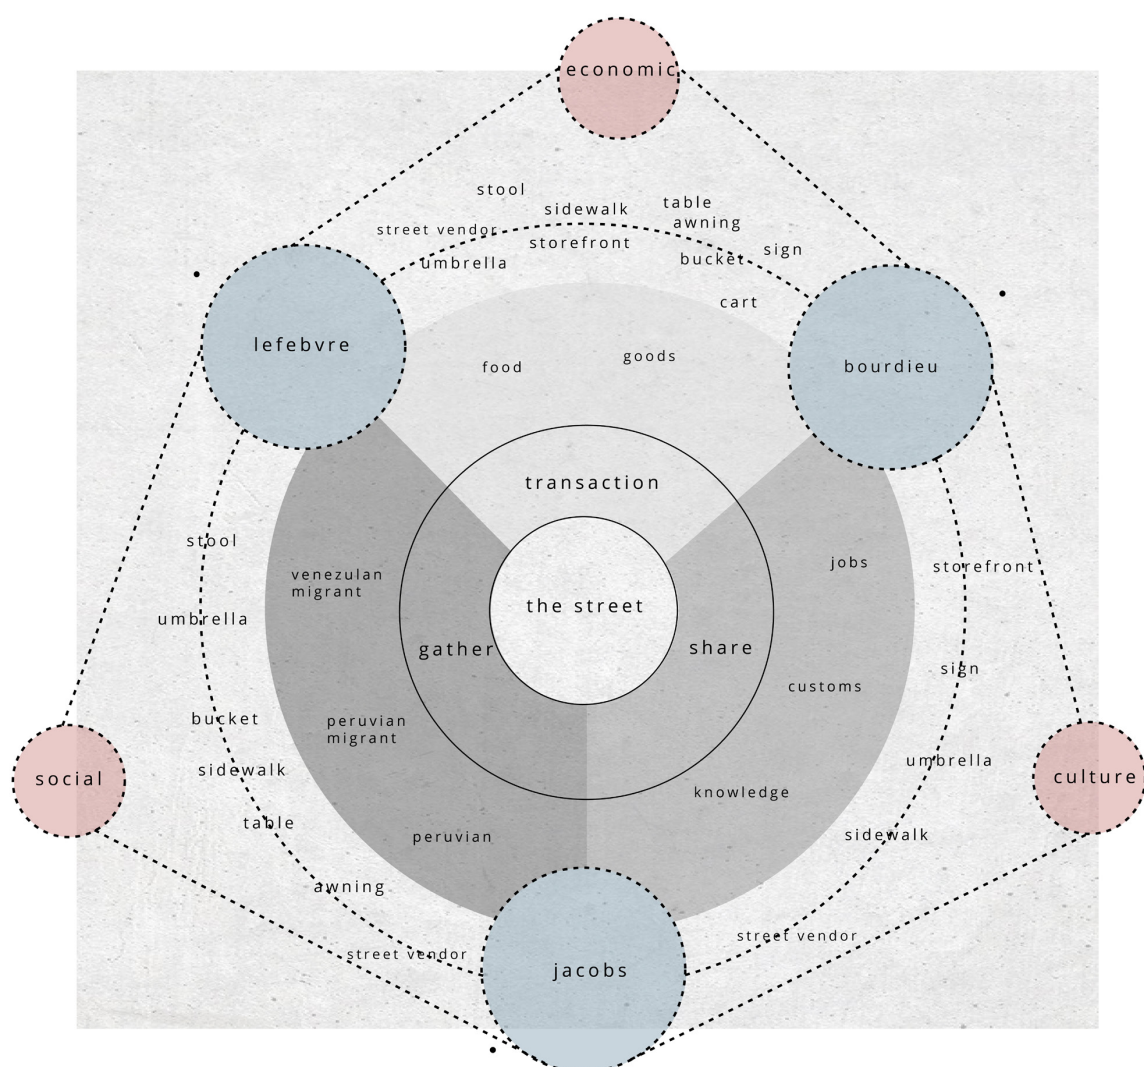 economic
stool
table
sidewalk
awning
street vendor
storefront
sign
bucket
umbrella
cart
lefebvre
goods
food
bourdieu
transaction
stool
jobs
storefront
venezulan
migrant
the street
umbrella
gather
share
sign
customs
bucket
peruvian
migrant
umbrella
sidewalk
social
culture
knowledge
table
peruvian
sidewalk
awning
street vendor
street vendor
jacobs